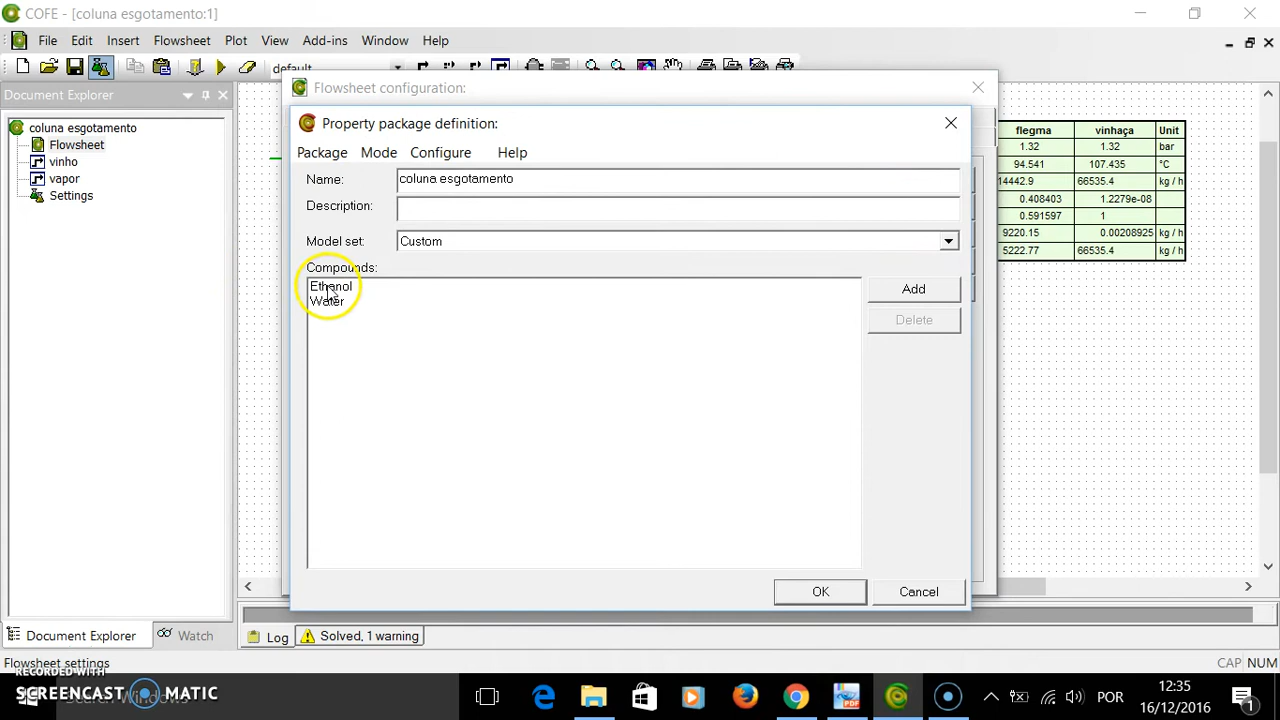 COFE - [coluna esgotamento:1]
File Edit Insert Flowsheet Plot View Add-ins Window Help
default
Document Explorer
coluna esgotamento
Flowsheet
vinho
vapor
Settings
Flowsheet configuration:
Property package definition:
Package Mode Configure Help
Name: coluna esgotamento
Description:
Model set: Custom
Compounds:
Ethanol
Water
Add
Delete
OK Cancel
flegma vinhaça Unit
1.32 1.32 bar
94.541 107.435 °C
14442.9 66535.4 kg / h
0.408403 1.2279e-08
0.591597 1
9220.15 0.00208925 kg / h
5222.77 66535.4 kg / h
Document Explorer Watch
Log Solved, 1 warning
Flowsheet settings
CAP NUM
RECORDED WITH
SCREENCAST MATIC
POR
12:35
16/12/2016
1